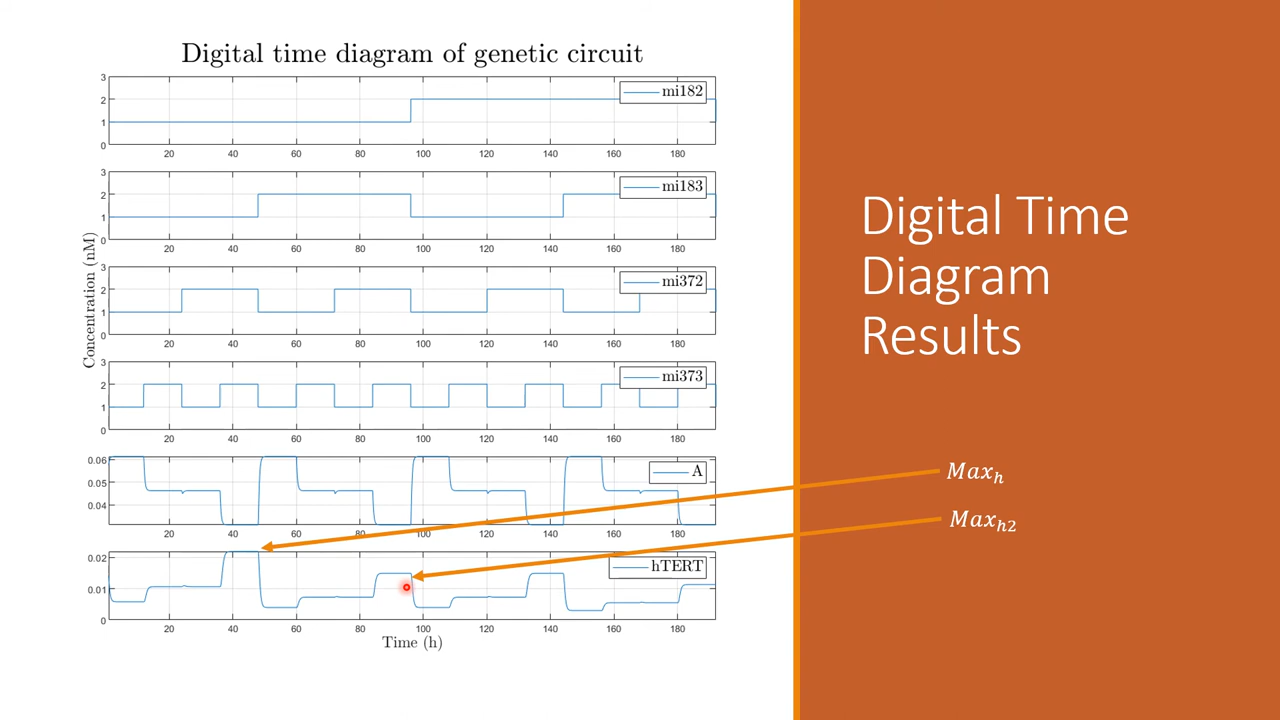 Digital time diagram of genetic circuit
3
2
1
0
mi182
20 40 60 80 100 120 140 160 180
3
2
1
0
mi183
20 40 60 80 100 120 140 160 180
3
2
1
0
mi372
20 40 60 80 100 120 140 160 180
3
2
1
0
mi373
20 40 60 80 100 120 140 160 180
0.06
0.05
0.04
A
20 40 60 80 100 120 140 160 180
0.02
0.01
0
hTERT
20 40 60 80 100 120 140 160 180
Concentration (nM)
Time (h)
Digital Time
Diagram
Results
Maxh
Maxh2